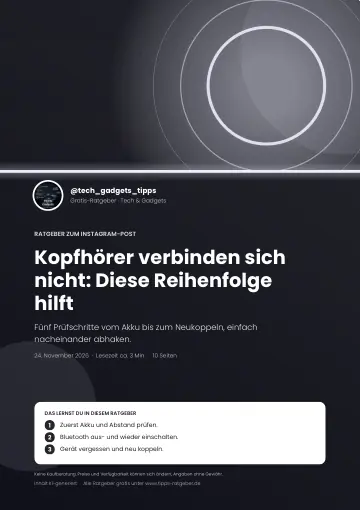 @tech_gadgets_tipps
Gratis-Ratgeber · Tech & Gadgets
RATGEBER ZUM INSTAGRAM-POST
Kopfhörer verbinden sich
nicht: Diese Reihenfolge
hilft
Fünf Prüfschritte vom Akku bis zum Neukoppeln, einfach
nacheinander abhaken.
24. November 2026 · Lesezeit ca. 3 Min · 10 Seiten
DAS LERNST DU IN DIESEM RATGEBER
1 Zuerst Akku und Abstand prüfen.
2 Bluetooth aus- und wieder einschalten.
3 Gerät vergessen und neu koppeln.
Keine Kaufberatung. Preise und Verfügbarkeit können sich ändern, Angaben ohne Gewähr.
Inhalt KI-generiert · Alle Ratgeber gratis unter www.tipps-ratgeber.de